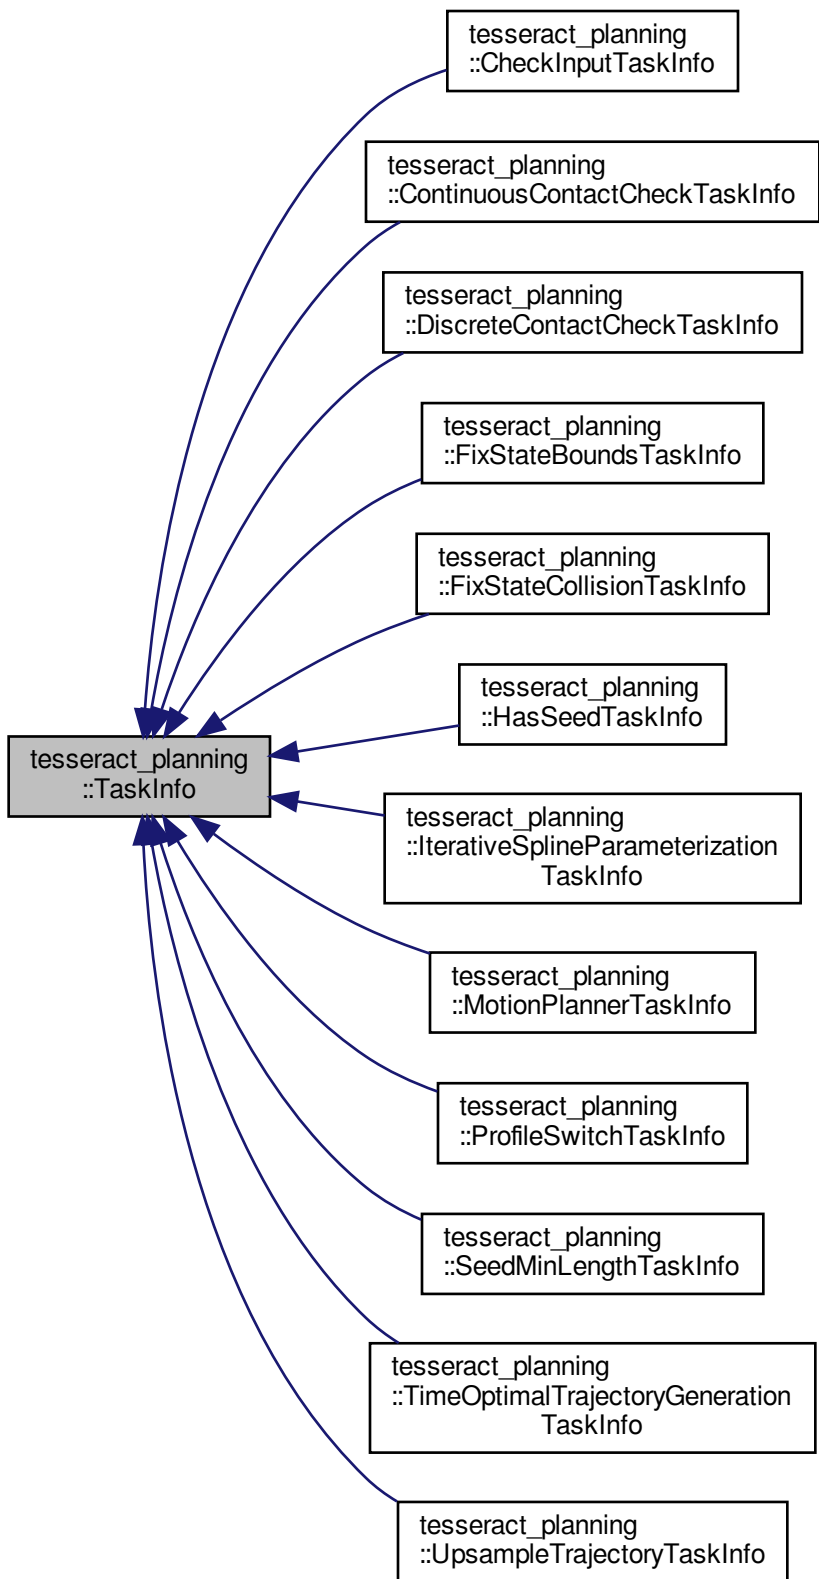 tesseract_planning
::CheckInputTaskInfo
tesseract_planning
::ContinuousContactCheckTaskInfo
tesseract_planning
::DiscreteContactCheckTaskInfo
tesseract_planning
::FixStateBoundsTaskInfo
tesseract_planning
::FixStateCollisionTaskInfo
tesseract_planning
::HasSeedTaskInfo
tesseract_planning
::TaskInfo
tesseract_planning
::IterativeSplineParameterization
TaskInfo
tesseract_planning
::MotionPlannerTaskInfo
tesseract_planning
::ProfileSwitchTaskInfo
tesseract_planning
::SeedMinLengthTaskInfo
tesseract_planning
::TimeOptimalTrajectoryGeneration
TaskInfo
tesseract_planning
::UpsampleTrajectoryTaskInfo